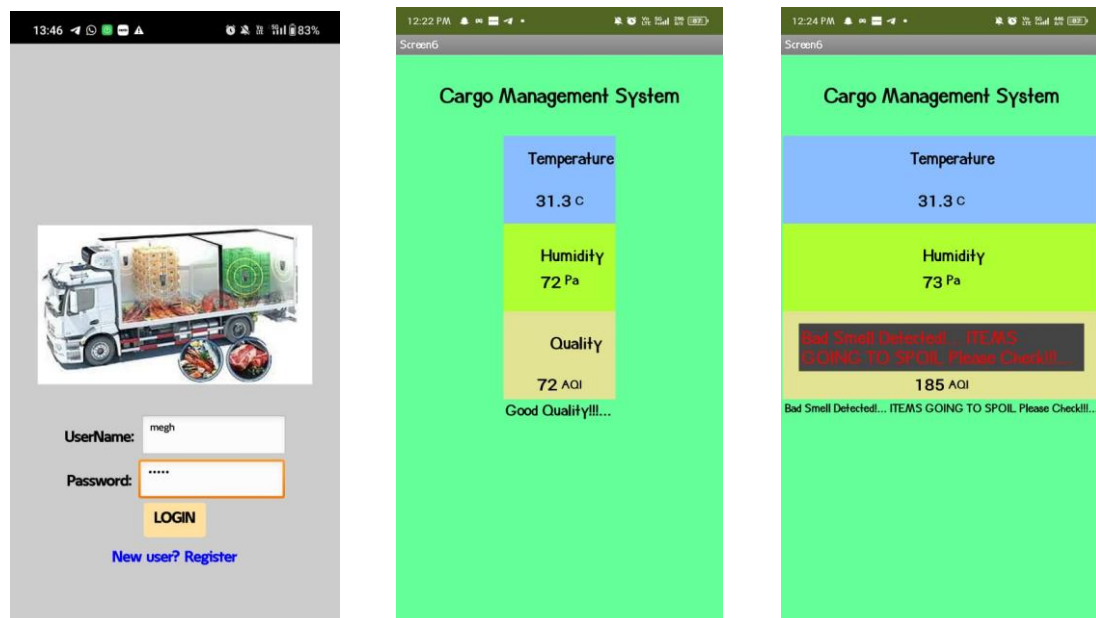 13:46
83%
UserName:
megh
Password:
•••••
LOGIN
New user? Register
12:22 PM
Screen6
Cargo Management System
Temperature
31.3 C
Humidity
72 Pa
Quality
72 AQI
Good Quality!!!...
12:24 PM
Screen6
Cargo Management System
Temperature
31.3 C
Humidity
73 Pa
Bad Smell Detected!... ITEMS
GOING TO SPOIL Please Check!!!...
185 AQI
Bad Smell Detected!... ITEMS GOING TO SPOIL Please Check!!!...